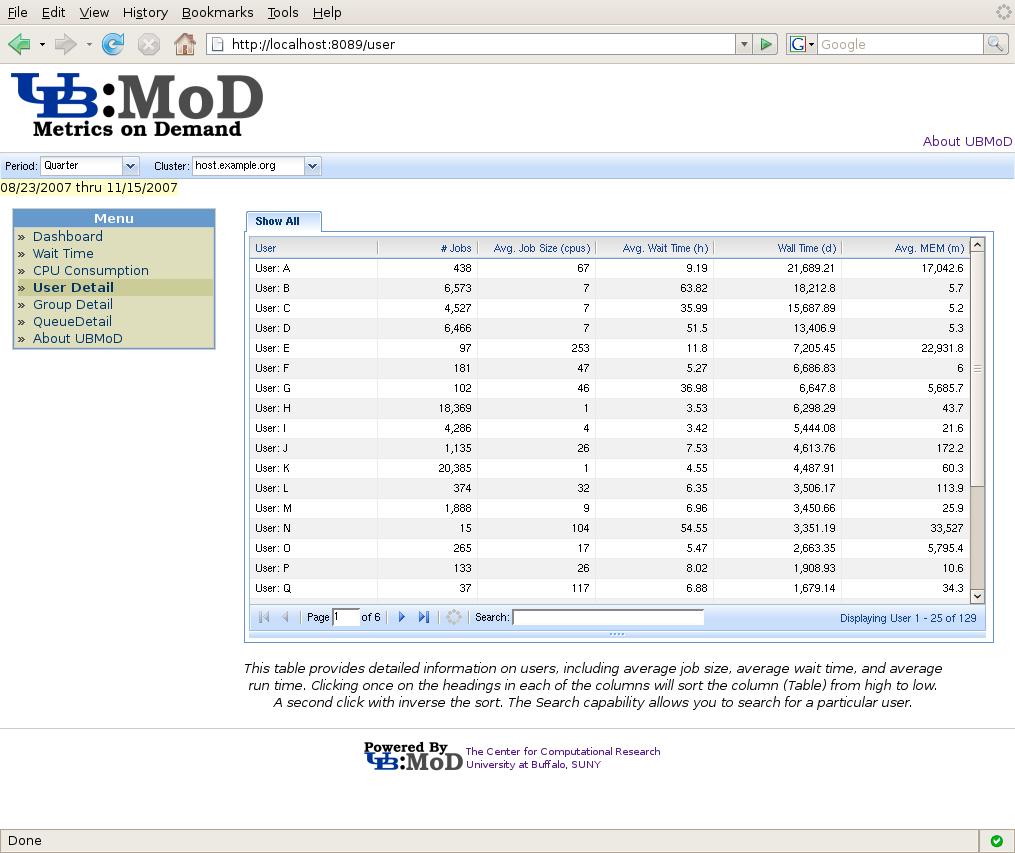 File Edit View History Bookmarks Tools Help
http://localhost:8089/user
G Google
UB:MoD
Metrics on Demand
About UBMoD
Period: Quarter Cluster: host.example.org
08/23/2007 thru 11/15/2007
Menu
» Dashboard
» Wait Time
» CPU Consumption
» User Detail
» Group Detail
» QueueDetail
» About UBMoD
Show All
User # Jobs Avg. Job Size (cpus) Avg. Wait Time (h) Wall Time (d) Avg. MEM (m)
User: A 438 67 9.19 21,689.21 17,042.6
User: B 6,573 7 63.82 18,212.8 5.7
User: C 4,527 7 35.99 15,687.89 5.2
User: D 6,466 7 51.5 13,406.9 5.3
User: E 97 253 11.8 7,205.45 22,931.8
User: F 181 47 5.27 6,686.83 6
User: G 102 46 36.98 6,647.8 5,685.7
User: H 18,369 1 3.53 6,298.29 43.7
User: I 4,286 4 3.42 5,444.08 21.6
User: J 1,135 26 7.53 4,613.76 172.2
User: K 20,385 1 4.55 4,487.91 60.3
User: L 374 32 6.35 3,506.17 113.9
User: M 1,888 9 6.96 3,450.66 25.9
User: N 15 104 54.55 3,351.19 33,527
User: O 265 17 5.47 2,663.35 5,795.4
User: P 133 26 8.02 1,908.93 10.6
User: Q 37 117 6.88 1,679.14 34.3
Page 1 of 6 Search: Displaying User 1 - 25 of 129
This table provides detailed information on users, including average job size, average wait time, and average
run time. Clicking once on the headings in each of the columns will sort the column (Table) from high to low.
A second click with inverse the sort. The Search capability allows you to search for a particular user.
Powered By
UB:MoD
The Center for Computational Research
University at Buffalo, SUNY
Done